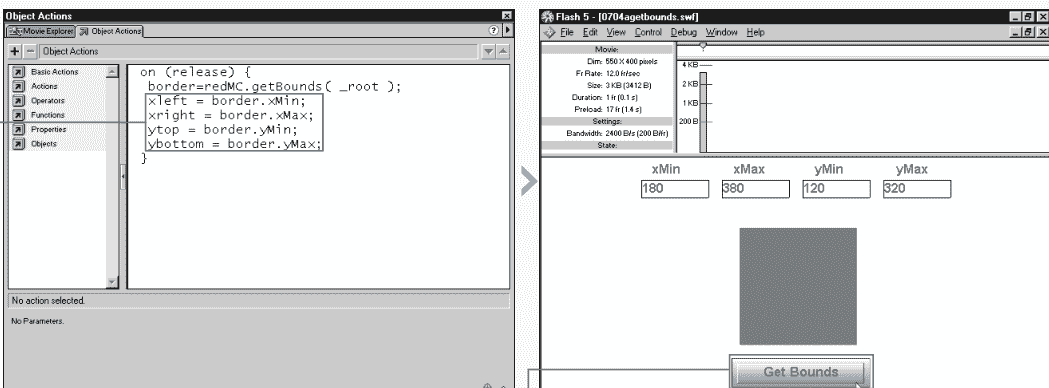 Object Actions
Movie Explorer
Object Actions
Object Actions
Basic Actions
Actions
Operators
Functions
Properties
Objects
on (release) {
border=redMC.getBounds( _root );
xleft = border.xMin;
xright = border.xMax;
ytop = border.yMin;
ybottom = border.yMax;
}
No action selected.
No Parameters.
Flash 5 - [0704agetbounds.swf]
File Edit View Control Debug Window Help
Movie:
Dim: 550 X 400 pixels
Fr Rate: 12.0 fr/sec
Size: 3 KB (3412 B)
Duration: 1 fr (0.1 s)
Preload: 17 fr (1.4 s)
Settings:
Bandwidth: 2400 B/s (200 B/fr)
State:
4 KB
2 KB
1 KB
200 B
xMin xMax yMin yMax
180 380 120 320
Get Bounds